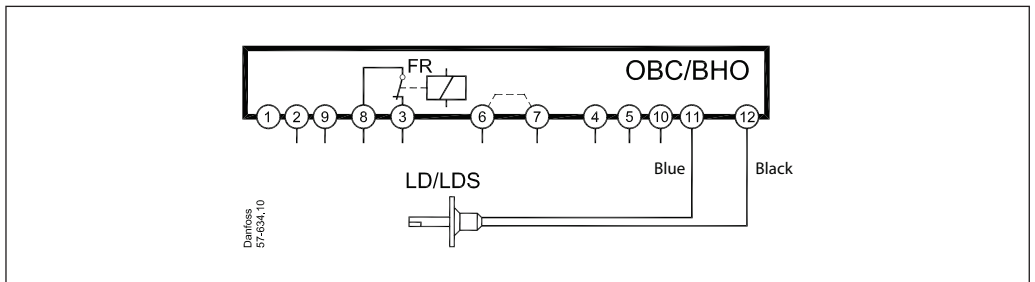 FR
OBC/BHO
1 2 9 8 3 6 7 4 5 10 11 12
Blue
Black
LD/LDS
Danfoss
57-634.10